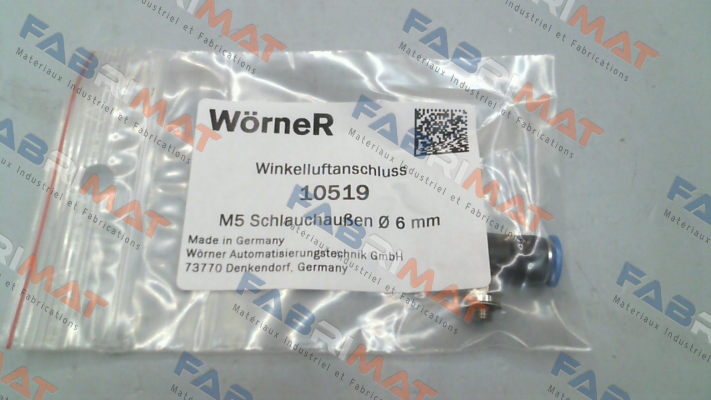 WörneR
Winkelluftanschluss
10519
M5 Schlauchaußen Ø 6 mm
Made in Germany
Wörner Automatisierungstechnik GmbH
73770 Denkendorf, Germany
FABRIMAT
Materiaux Industriel et Fabrications